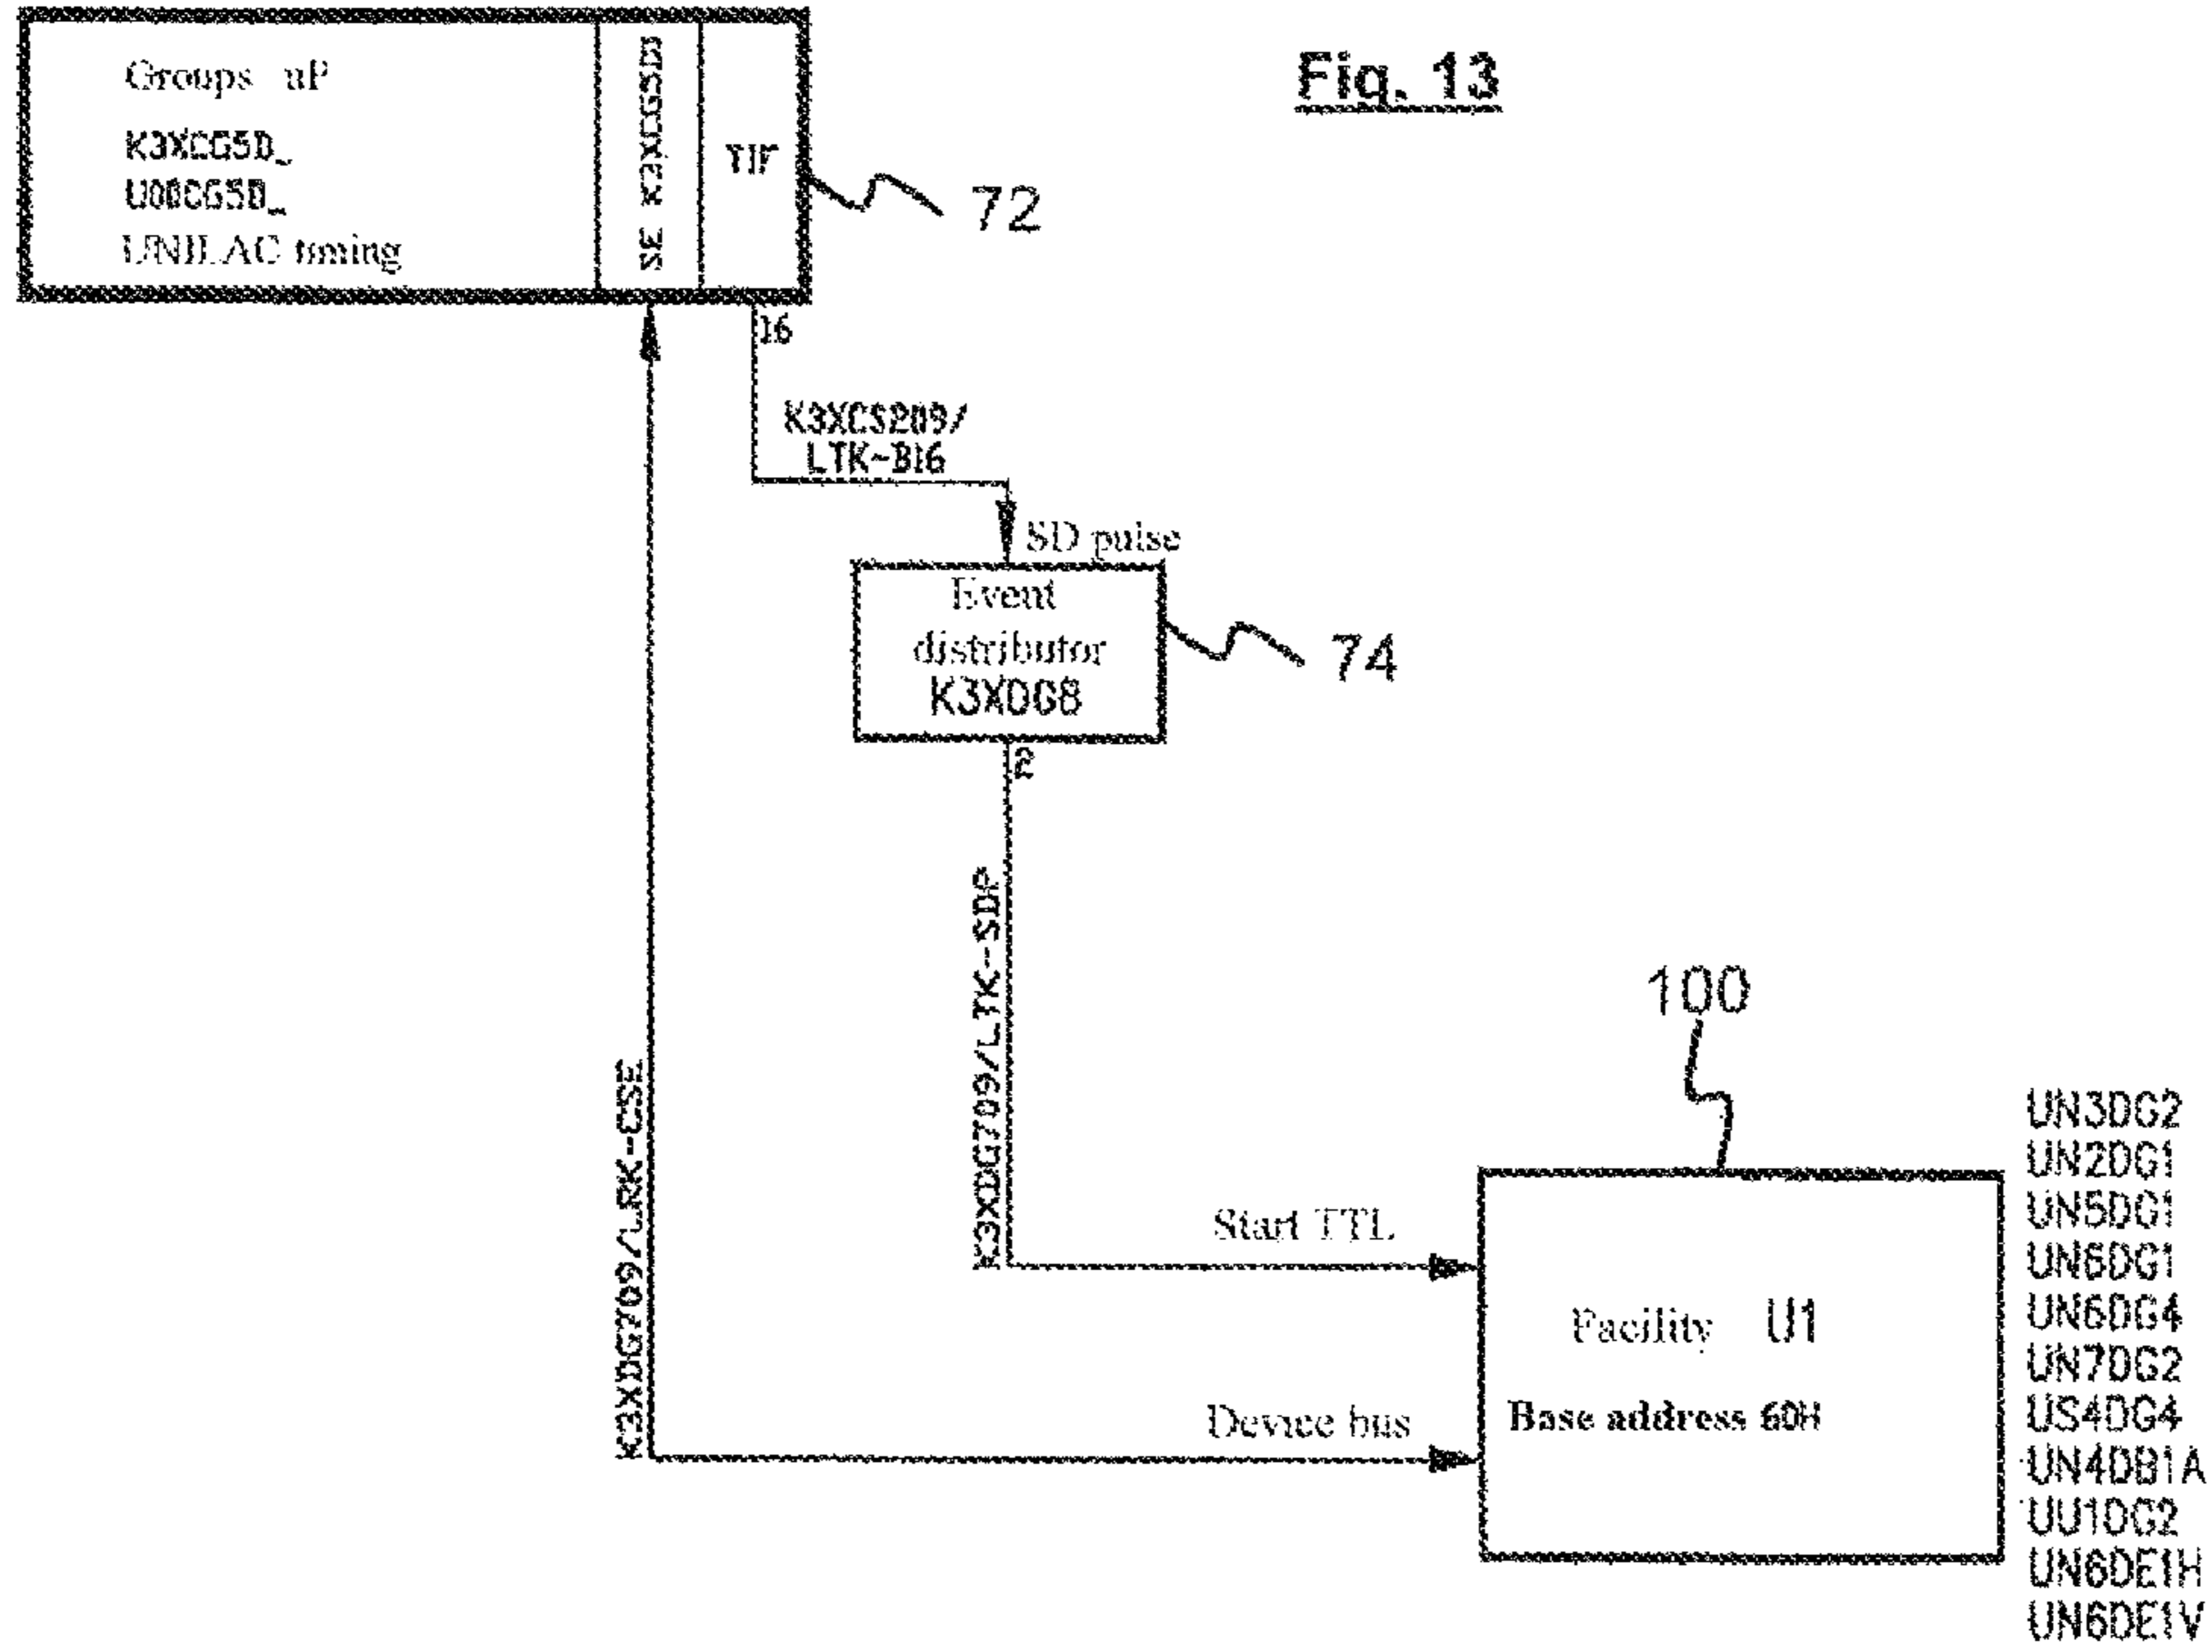 Fig. 13
Groups uP
K3XCG5D_
U00CG5D_
UNILAC timing
SE K3XCG5D
TIF
72
16
K3XCS209/
LTK-B16
SD pulse
Event
distributor
K3XDG8
74
2
K3XDG709/LTK-SDP
K3XDG709/LRK-CSE
Start TTL
Device bus
100
Facility U1
Base address 60H
UN3DG2
UN2DG1
UN5DG1
UN6DG1
UN6DG4
UN7DG2
US4DG4
UN4DB1A
UU1DG2
UN6DE1H
UN6DE1V